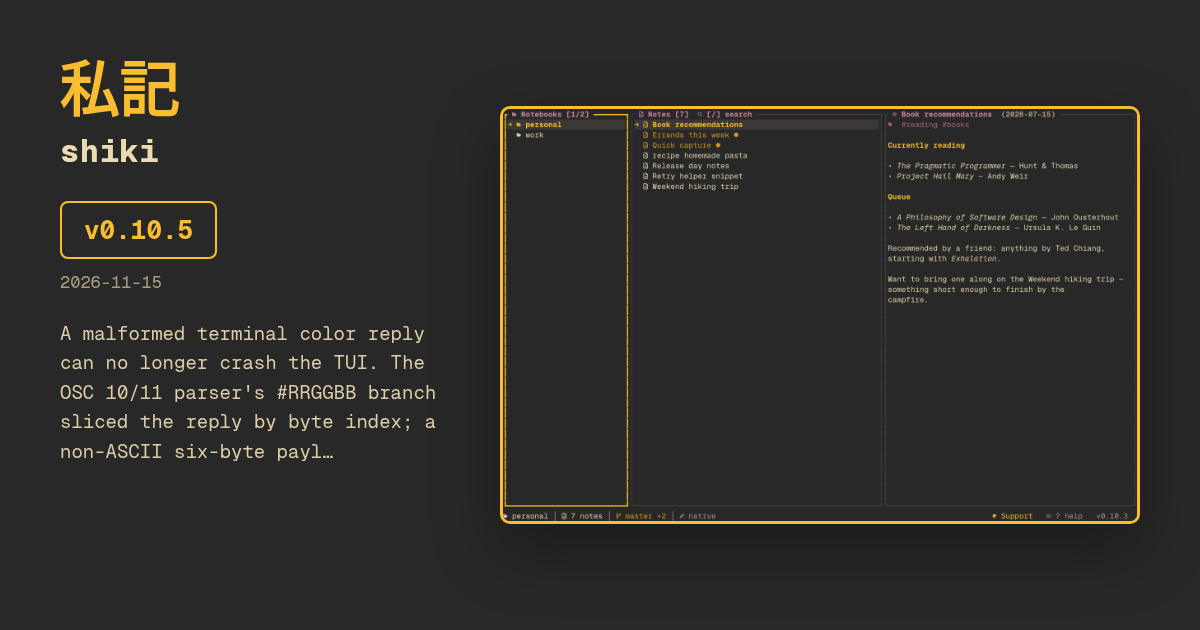 私記
shiki
v0.10.5
2026-11-15
A malformed terminal color reply
can no longer crash the TUI. The
OSC 10/11 parser's #RRGGBB branch
sliced the reply by byte index; a
non-ASCII six-byte payl…
Notebooks [1/2]
personal
work
Notes [7] [/] search
Book recommendations
Errands this week ●
Quick capture ●
recipe homemade pasta
Release day notes
Retry helper snippet
Weekend hiking trip
Book recommendations (2026-07-15)
#reading #books
Currently reading
• The Pragmatic Programmer — Hunt & Thomas
• Project Hail Mary — Andy Weir
Queue
• A Philosophy of Software Design — John Ousterhout
• The Left Hand of Darkness — Ursula K. Le Guin
Recommended by a friend: anything by Ted Chiang,
starting with Exhalation.
Want to bring one along on the Weekend hiking trip —
something short enough to finish by the
campfire.
personal │ 7 notes │ master +2 │ native
Support ? help v0.10.3